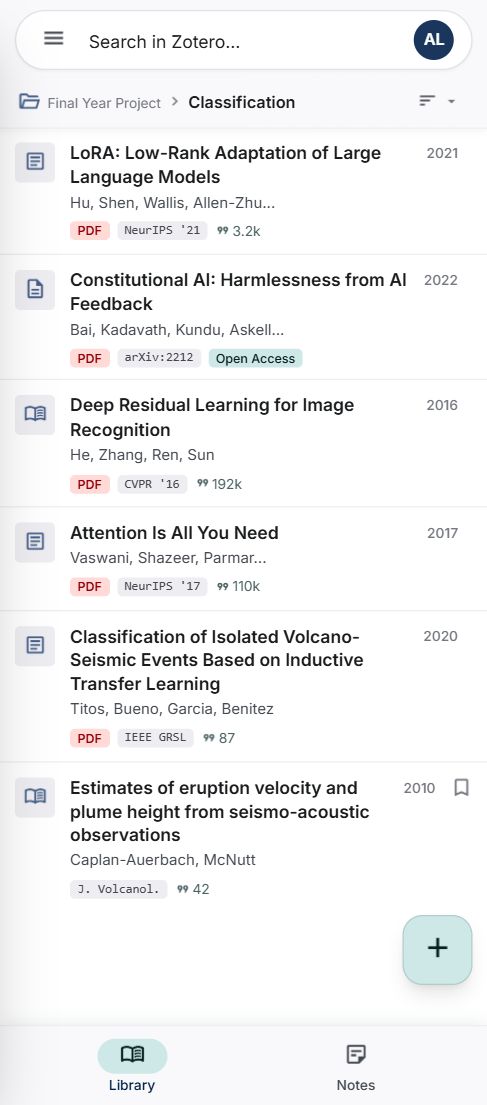 Search in Zotero...
AL
Final Year Project > Classification
LoRA: Low-Rank Adaptation of Large
2021
Language Models
Hu, Shen, Wallis, Allen-Zhu...
PDF NeurIPS '21 ❞ 3.2k
Constitutional AI: Harmlessness from AI
2022
Feedback
Bai, Kadavath, Kundu, Askell...
PDF arXiv:2212 Open Access
Deep Residual Learning for Image
2016
Recognition
He, Zhang, Ren, Sun
PDF CVPR '16 ❞ 192k
Attention Is All You Need
2017
Vaswani, Shazeer, Parmar...
PDF NeurIPS '17 ❞ 110k
Classification of Isolated Volcano-
2020
Seismic Events Based on Inductive
Transfer Learning
Titos, Bueno, Garcia, Benitez
PDF IEEE GRSL ❞ 87
Estimates of eruption velocity and
2010
plume height from seismo-acoustic
observations
Caplan-Auerbach, McNutt
J. Volcanol. ❞ 42
+
Library
Notes